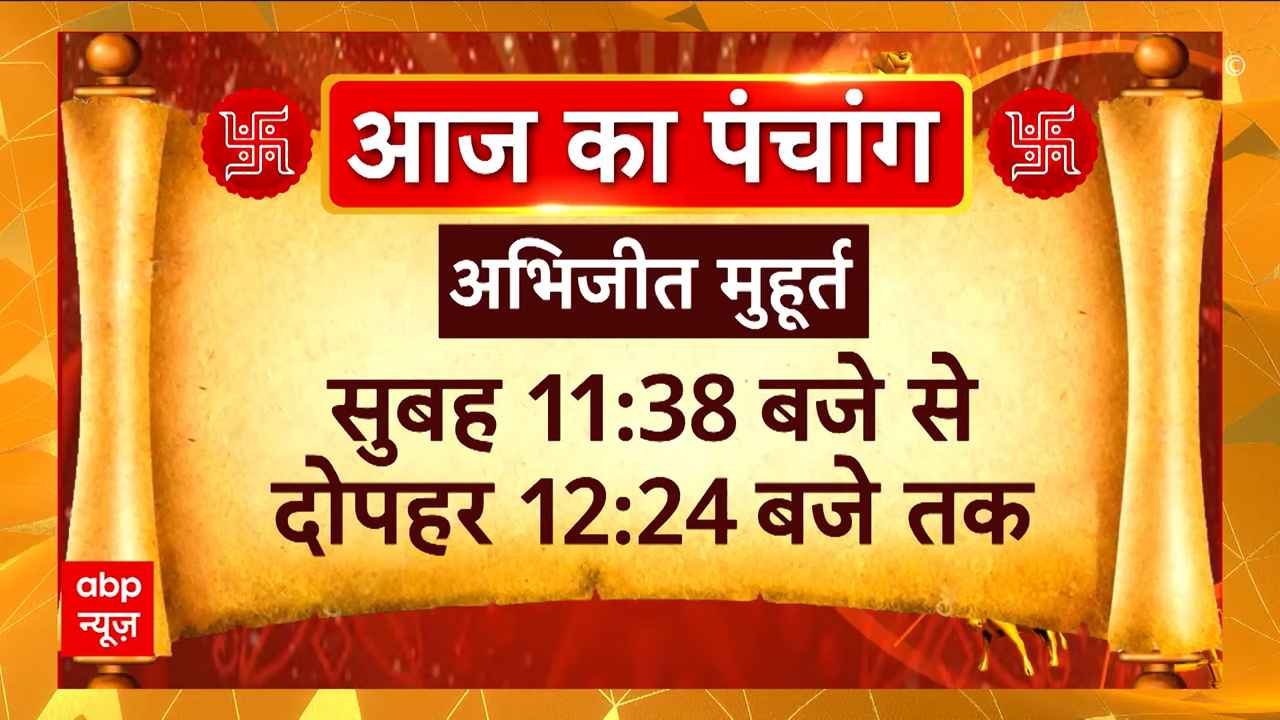 आज का पंचांग
अभिजीत मुहूर्त
सुबह 11:38 बजे से
दोपहर 12:24 बजे तक
abp
न्यूज़
©